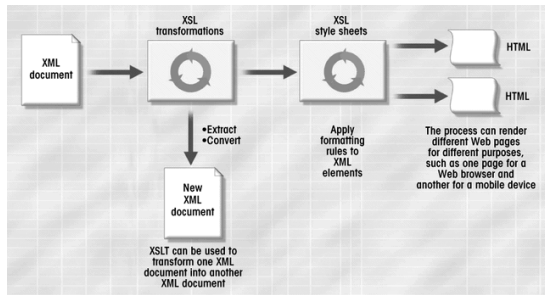 XML
document
XSL
transformations
XSL
style sheets
HTML
HTML
•Extract
•Convert
New
XML
document
XSLT can be used to
transform one XML
document into another
XML document
Apply
formatting
rules to
XML
elements
The process can render
different Web pages
for different purposes,
such as one page for a
Web browser and
another for a mobile device